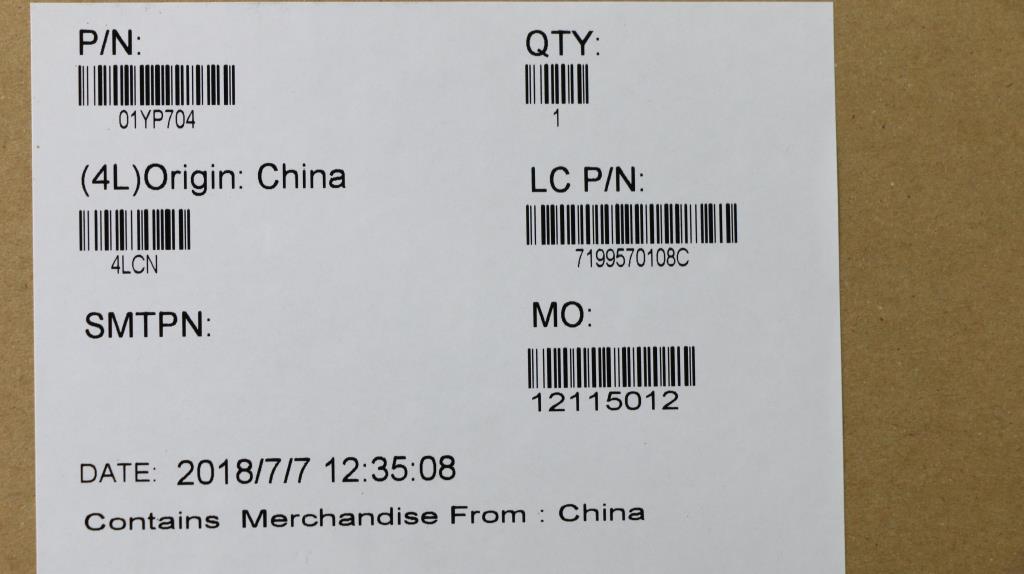 P/N:
01YP704
QTY:
1
(4L)Origin: China
4LCN
LC P/N:
7199570108C
SMTPN:
MO:
12115012
DATE: 2018/7/7 12:35:08
Contains Merchandise From : China